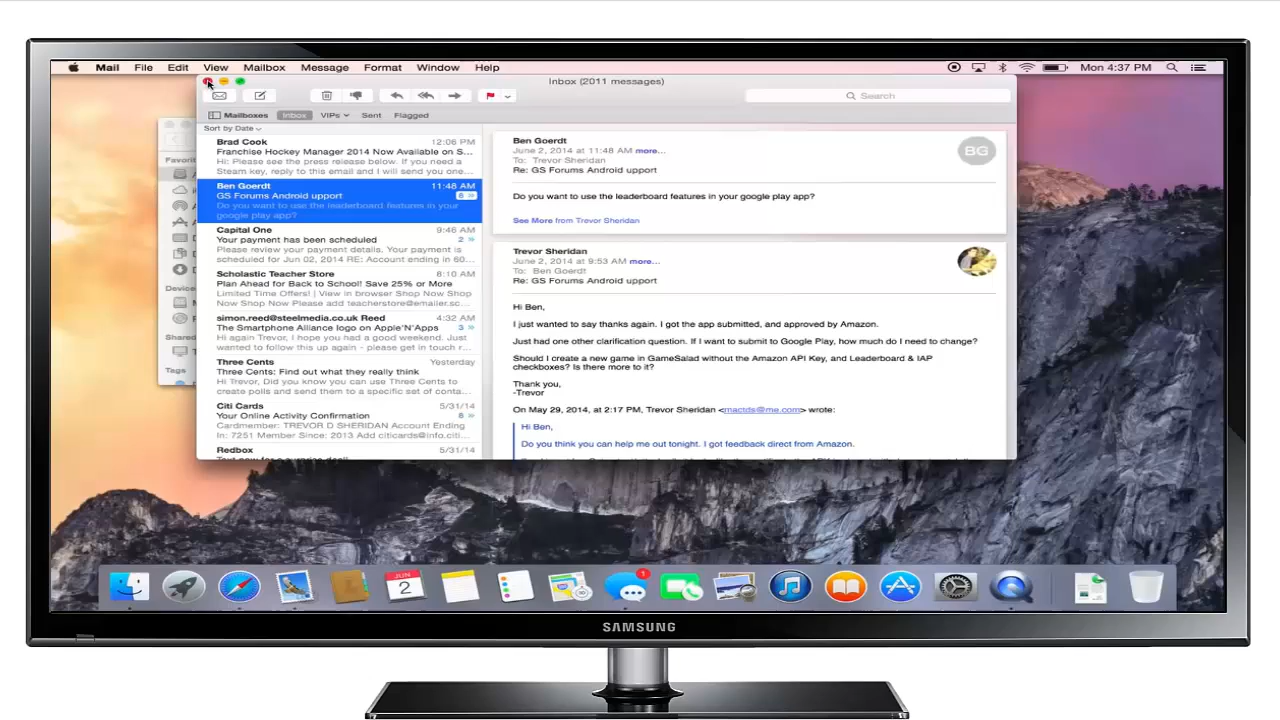 Mail File Edit View Mailbox Message Format Window Help Mon 4:37 PM
Inbox (2011 messages)
Search
Mailboxes Inbox VIPs Sent Flagged
Sort by Date
Brad Cook 12:06 PM
Franchise Hockey Manager 2014 Now Available on S...
Hi: Please see the press release below. If you need a
Steam key, reply to this email and I will send you one...
Ben Goerdt 11:48 AM
GS Forums Android upport 6
Do you want to use the leaderboard features in your
google play app?
Capital One 9:46 AM
Your payment has been scheduled 2
Please review your payment details. Your payment is
scheduled for Jun 02, 2014 RE: Account ending in 60...
Scholastic Teacher Store 8:10 AM
Plan Ahead for Back to School! Save 25% or More
Limited Time Offers! | View in browser Shop Now Shop
Now Shop Now Please add teacherstore@emailer.sc...
simon.reed@steelmedia.co.uk Reed 4:32 AM
The Smartphone Alliance logo on Apple'N'Apps 3
Hi again Trevor, I hope you had a good weekend. Just
wanted to follow this up again - please get in touch r...
Three Cents Yesterday
Three Cents: Find out what they really think
Hi Trevor, Did you know you can use Three Cents to
create polls and send them to a specific set of conta...
Citi Cards 5/31/14
Your Online Activity Confirmation 8
Cardmember: TREVOR D SHERIDAN Account Ending
In: 7251 Member Since: 2013 Add citicards@info.citi...
Redbox 5/31/14
Ben Goerdt
June 2, 2014 at 11:48 AM more...
To: Trevor Sheridan
Re: GS Forums Android upport
BG
Do you want to use the leaderboard features in your google play app?
See More from Trevor Sheridan
Trevor Sheridan
June 2, 2014 at 9:53 AM more...
To: Ben Goerdt
Re: GS Forums Android upport
Hi Ben,
I just wanted to say thanks again. I got the app submitted, and approved by Amazon.
Just had one other clarification question. If I want to submit to Google Play, how much do I need to change?
Should I create a new game in GameSalad without the Amazon API Key, and Leaderboard & IAP
checkboxes? Is there more to it?
Thank you,
-Trevor
On May 29, 2014, at 2:17 PM, Trevor Sheridan <mactds@me.com> wrote:
Hi Ben,
Do you think you can help me out tonight. I got feedback direct from Amazon.
Favorit
Device
Shared
Tags
JUN
2
1
SAMSUNG